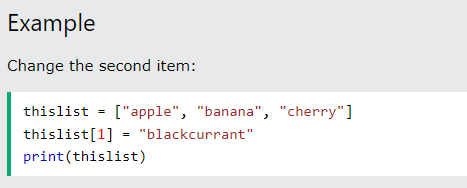 Example
Change the second item:
thislist = ["apple", "banana", "cherry"]
thislist[1] = "blackcurrant"
print(thislist)